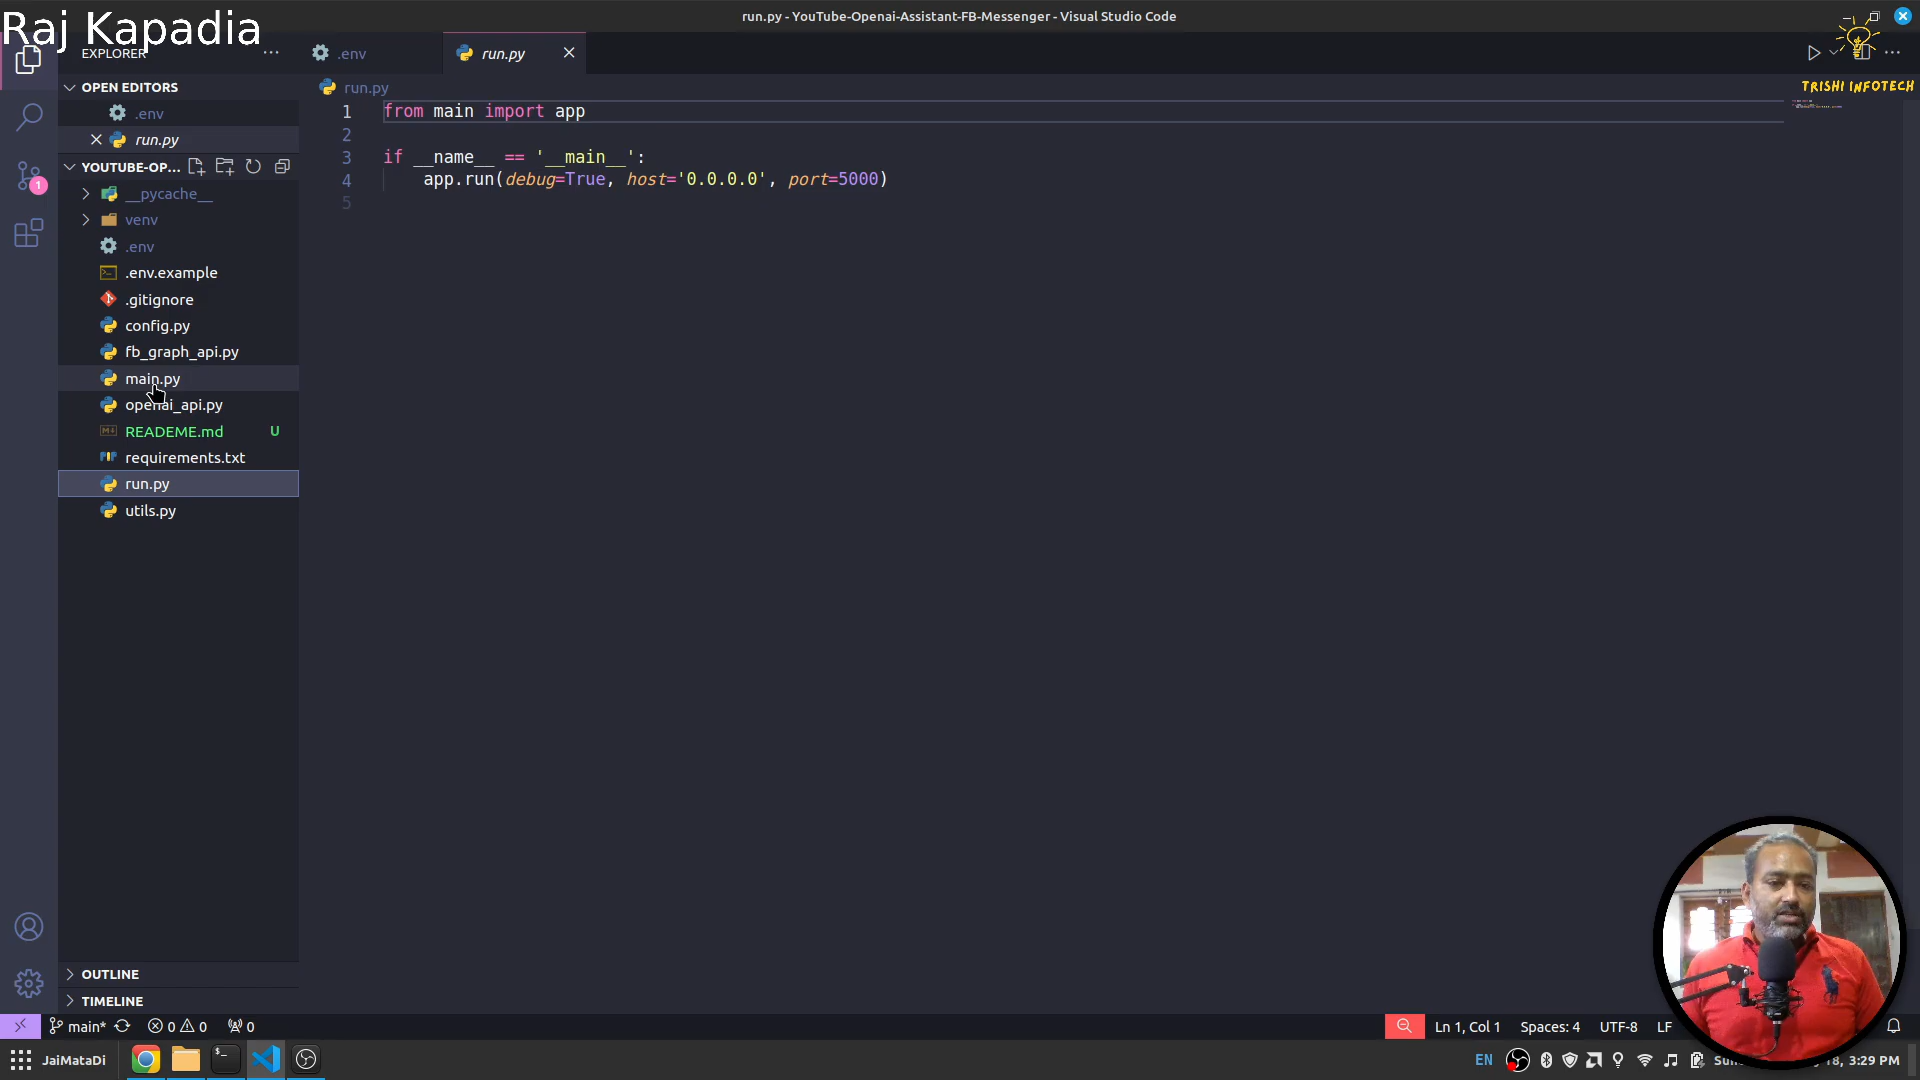 run.py - YouTube-Openai-Assistant-FB-Messenger - Visual Studio Code
Raj Kapadia
EXPLORER
.env
run.py
TRISHI INFOTECH
OPEN EDITORS
.env
run.py
YOUTUBE-OP...
__pycache__
venv
.env
.env.example
.gitignore
config.py
fb_graph_api.py
main.py
openai_api.py
READEME.md U
requirements.txt
run.py
utils.py
OUTLINE
TIMELINE
run.py
1 from main import app
2
3 if __name__ == '__main__':
4 app.run(debug=True, host='0.0.0.0', port=5000)
5
1
main* 0 0 0
Ln 1, Col 1 Spaces: 4 UTF-8 LF
JaiMataDi
EN
18, 3:29 PM